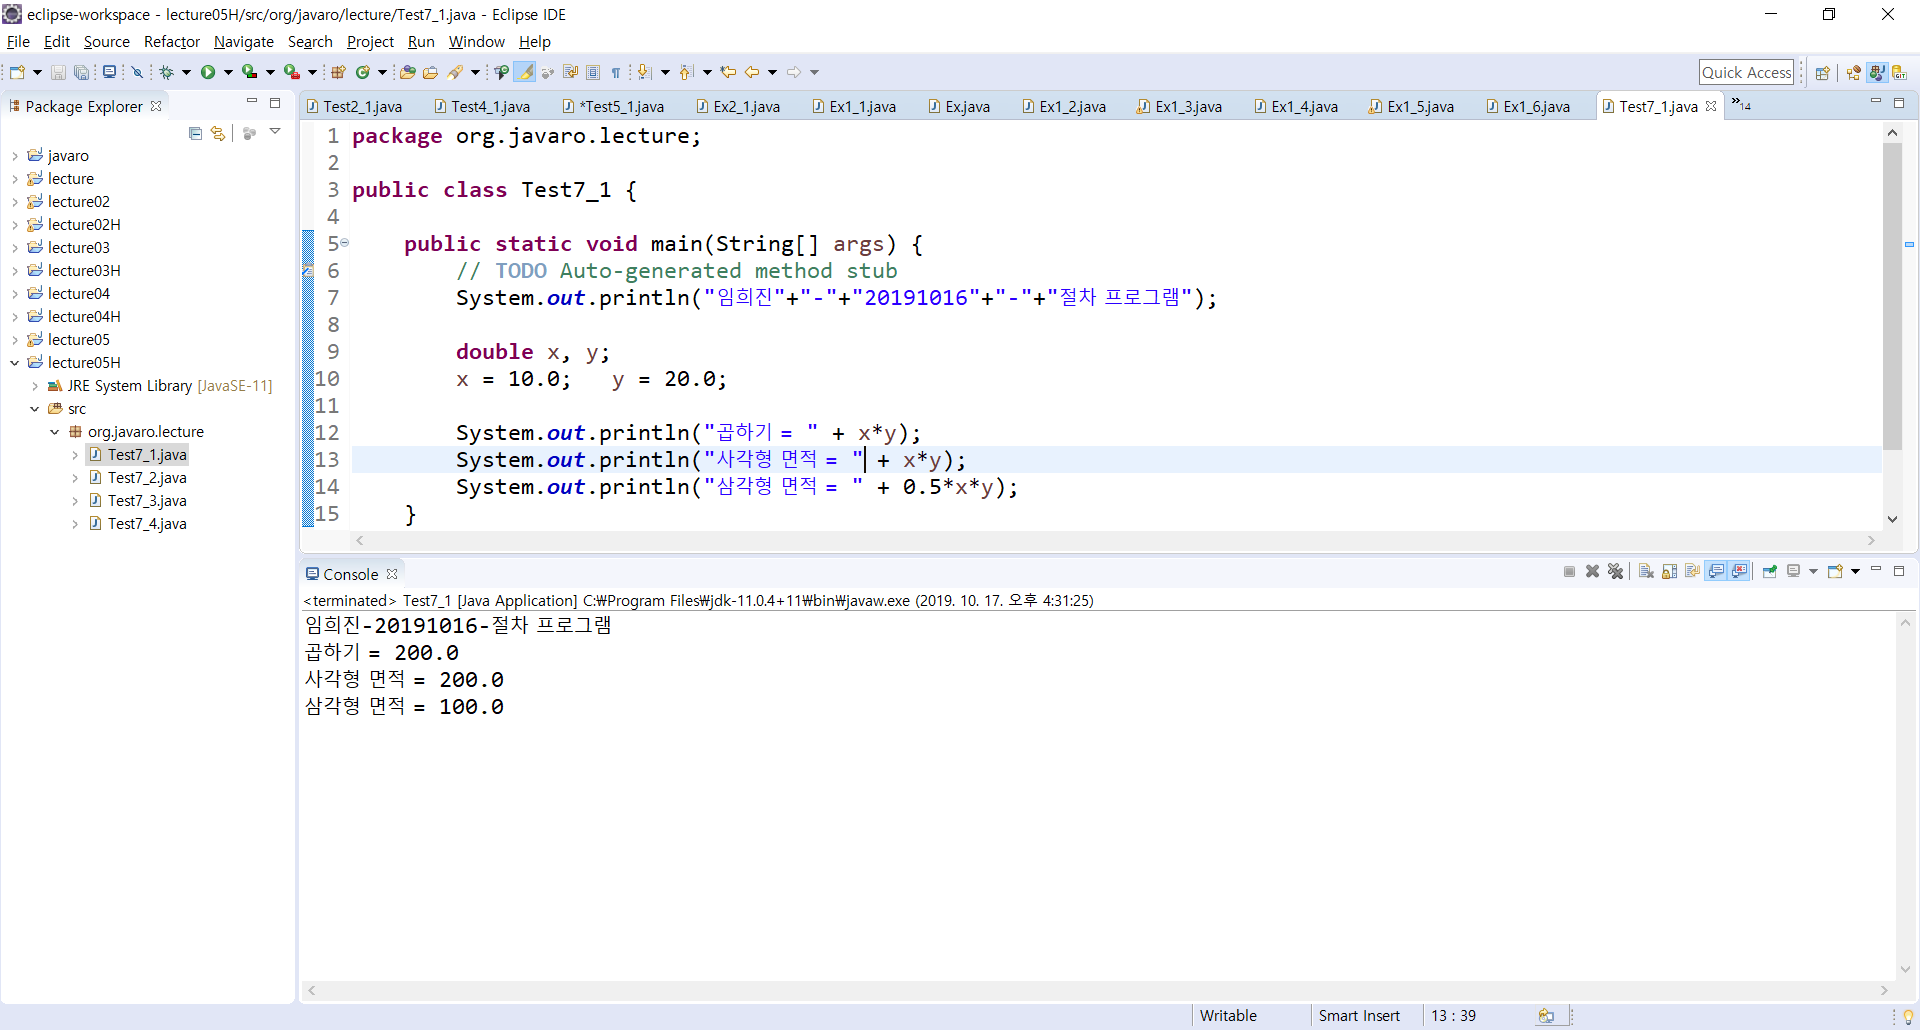 eclipse-workspace - lecture05H/src/org/javaro/lecture/Test7_1.java - Eclipse IDE
File Edit Source Refactor Navigate Search Project Run Window Help
Quick Access
Package Explorer
Test2_1.java Test4_1.java *Test5_1.java Ex2_1.java Ex1_1.java Ex.java Ex1_2.java Ex1_3.java Ex1_4.java Ex1_5.java Ex1_6.java Test7_1.java »14
javaro
lecture
lecture02
lecture02H
lecture03
lecture03H
lecture04
lecture04H
lecture05
lecture05H
JRE System Library [JavaSE-11]
src
org.javaro.lecture
Test7_1.java
Test7_2.java
Test7_3.java
Test7_4.java
1 package org.javaro.lecture;
2
3 public class Test7_1 {
4
5 public static void main(String[] args) {
6 // TODO Auto-generated method stub
7 System.out.println("임희진"+"-"+"20191016"+"-"+"절차 프로그램");
8
9 double x, y;
10 x = 10.0; y = 20.0;
11
12 System.out.println("곱하기 = " + x*y);
13 System.out.println("사각형 면적 = " + x*y);
14 System.out.println("삼각형 면적 = " + 0.5*x*y);
15 }
Console
<terminated> Test7_1 [Java Application] C:₩Program Files₩jdk-11.0.4+11₩bin₩javaw.exe (2019. 10. 17. 오후 4:31:25)
임희진-20191016-절차 프로그램
곱하기 = 200.0
사각형 면적 = 200.0
삼각형 면적 = 100.0
Writable Smart Insert 13 : 39